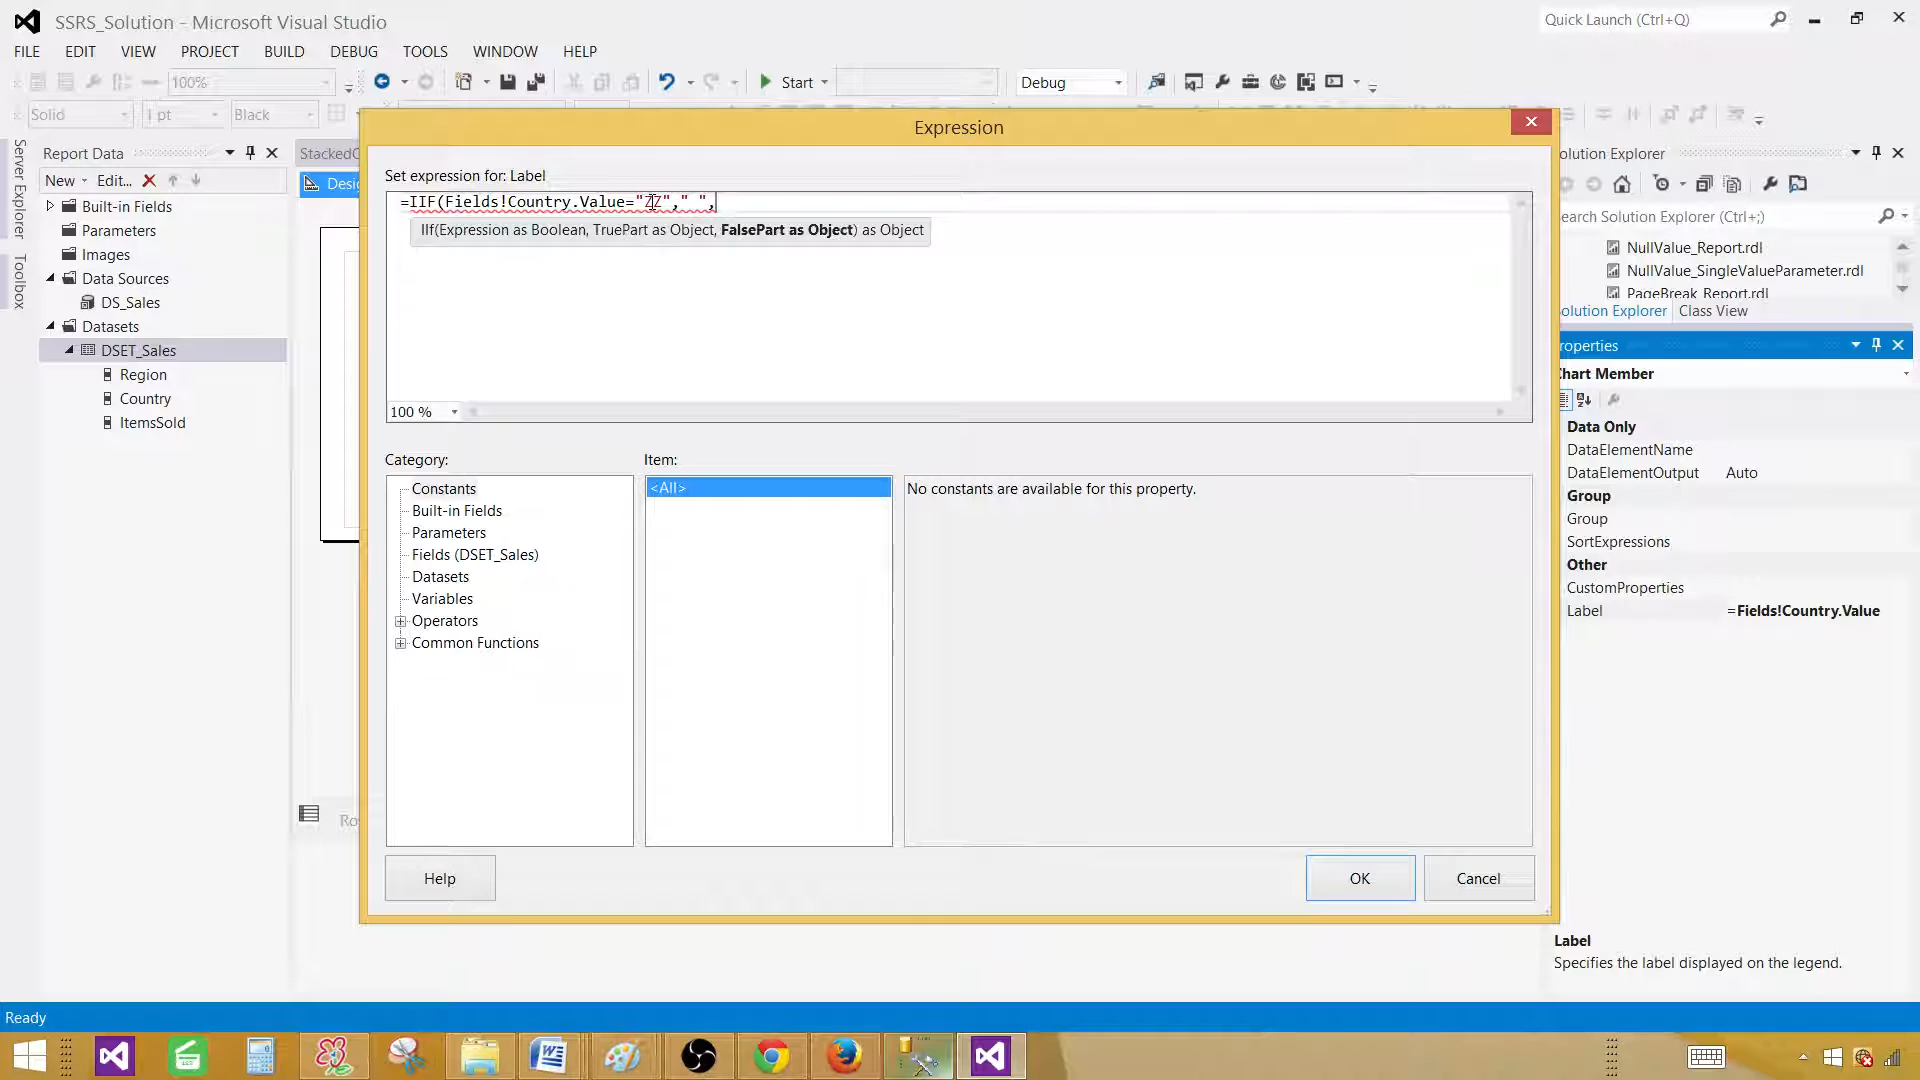 SSRS_Solution - Microsoft Visual Studio
Quick Launch (Ctrl+Q)
FILE EDIT VIEW PROJECT BUILD DEBUG TOOLS WINDOW HELP
100%
Start
Debug
Solid
1 pt
Black
Server Explorer
Toolbox
Report Data
New
Edit...
Built-in Fields
Parameters
Images
Data Sources
DS_Sales
Datasets
DSET_Sales
Region
Country
ItemsSold
Expression
Set expression for: Label
=IIF(Fields!Country.Value="ZZ"," ",
IIf(Expression as Boolean, TruePart as Object, FalsePart as Object) as Object
100 %
Category:
Constants
Built-in Fields
Parameters
Fields (DSET_Sales)
Datasets
Variables
Operators
Common Functions
Item:
<All>
No constants are available for this property.
Help
OK
Cancel
StackedC
Desig
Ro
olution Explorer
earch Solution Explorer (Ctrl+;)
NullValue_Report.rdl
NullValue_SingleValueParameter.rdl
PageBreak_Report.rdl
olution Explorer
Class View
roperties
Chart Member
Data Only
DataElementName
DataElementOutput Auto
Group
Group
SortExpressions
Other
CustomProperties
Label =Fields!Country.Value
Label
Specifies the label displayed on the legend.
Ready